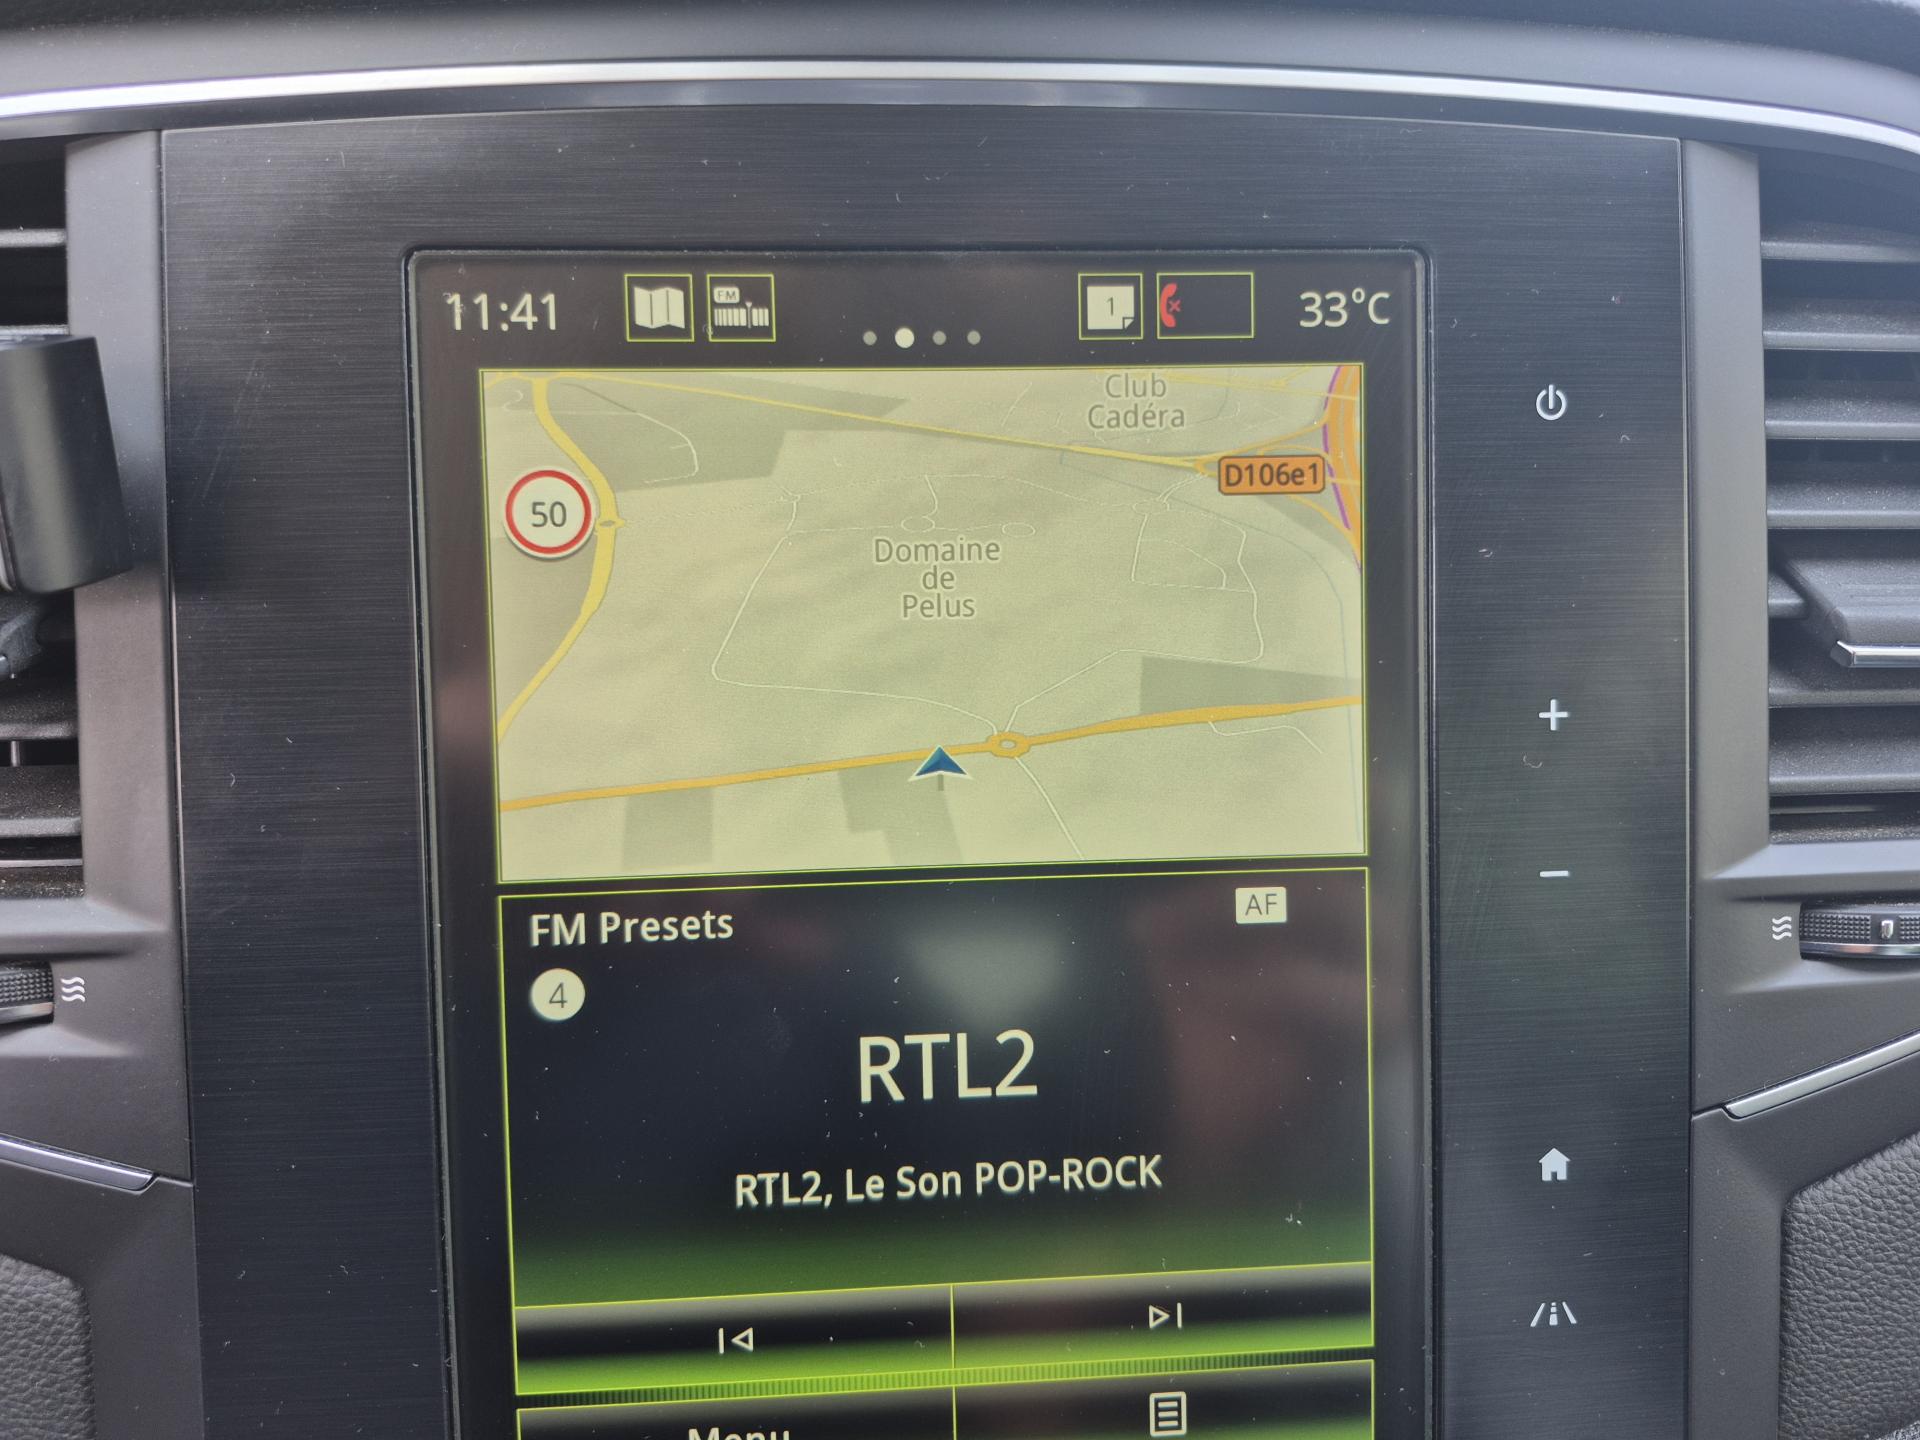 11:41
FM
1
33°C
Club
Cadéra
D106e1
50
Domaine
de
Pelus
FM Presets
AF
4
RTL2
RTL2, Le Son POP-ROCK
Menu